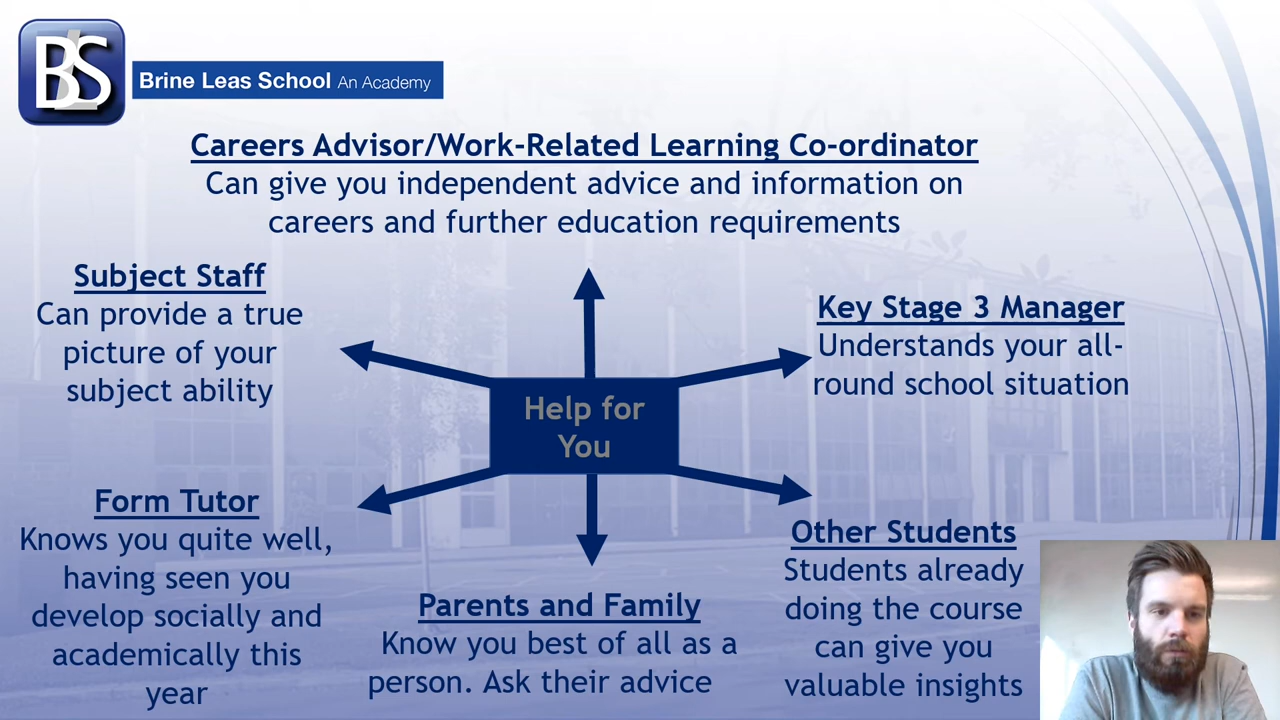 BLS
Brine Leas School An Academy
Careers Advisor/Work-Related Learning Co-ordinator
Can give you independent advice and information on
careers and further education requirements
Subject Staff
Can provide a true
picture of your
subject ability
Key Stage 3 Manager
Understands your all-
round school situation
Help for
You
Form Tutor
Knows you quite well,
having seen you
develop socially and
academically this
year
Parents and Family
Know you best of all as a
person. Ask their advice
Other Students
Students already
doing the course
can give you
valuable insights